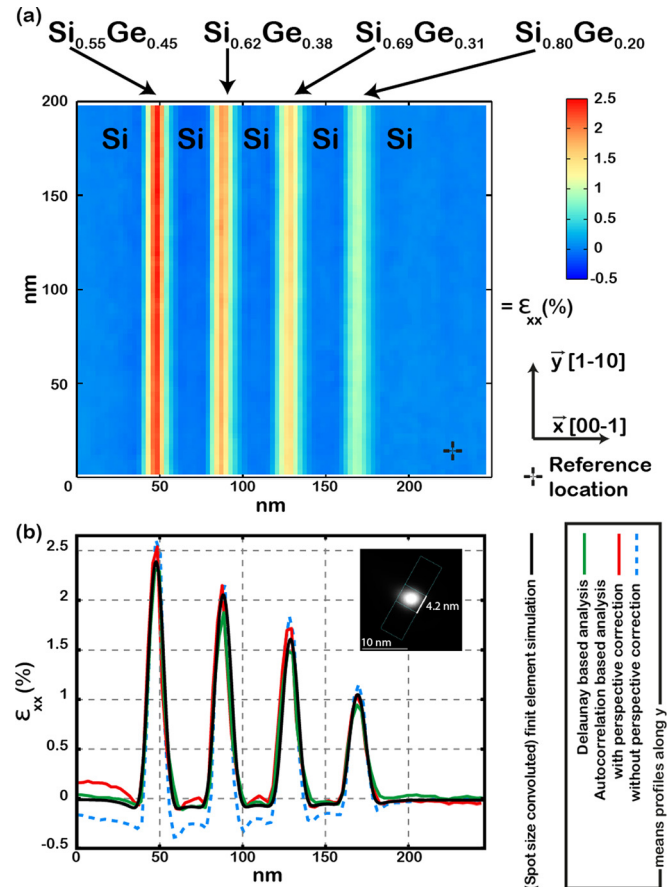 (a)
Si0.55Ge0.45 Si0.62Ge0.38 Si0.69Ge0.31 Si0.80Ge0.20
200
150
100
50
0
nm
Si Si Si Si Si
50 100 150 200
nm
2.5
2
1.5
1
0.5
0
-0.5
= εxx(%)
y [1-10]
x [00-1]
Reference
location
(b)
2.5
2
1.5
1
0.5
0
-0.5
εxx (%)
4.2 nm
10 nm
0 50 100 150 200
nm
(Spot size convoluted) finit element simulation
Delaunay based analysis
Autocorrelation based analysis
with perspective correction
without perspective correction
means profiles along y